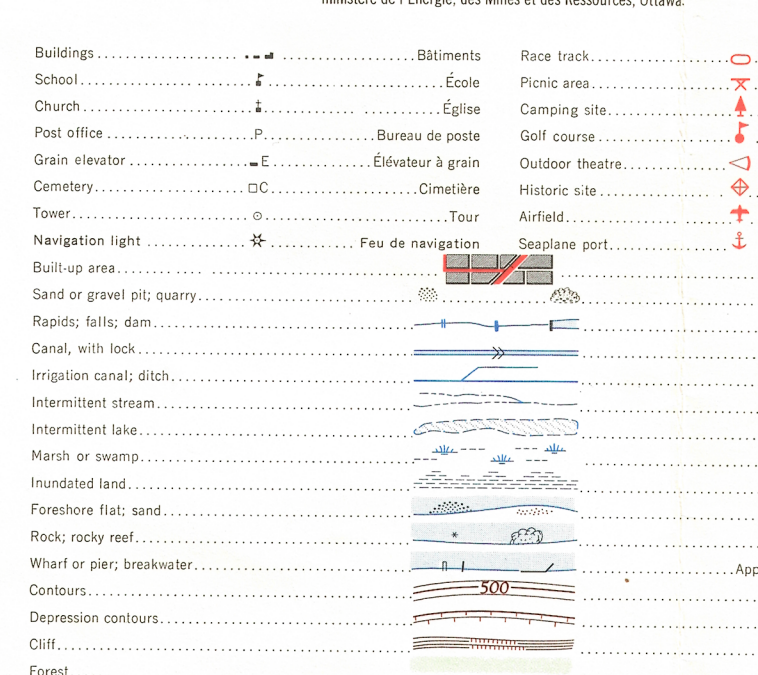 ministère de l'Énergie, des Mines et des Ressources, Ottawa.
Buildings Bâtiments
School École
Church Église
Post office P Bureau de poste
Grain elevator E Élévateur à grain
Cemetery C Cimetière
Tower Tour
Navigation light Feu de navigation
Race track
Picnic area
Camping site
Golf course
Outdoor theatre
Historic site
Airfield
Seaplane port
Built-up area
Sand or gravel pit; quarry
Rapids; falls; dam
Canal, with lock
Irrigation canal; ditch
Intermittent stream
Intermittent lake
Marsh or swamp
Inundated land
Foreshore flat; sand
Rock; rocky reef
Wharf or pier; breakwater App
Contours 500
Depression contours
Cliff
Forest